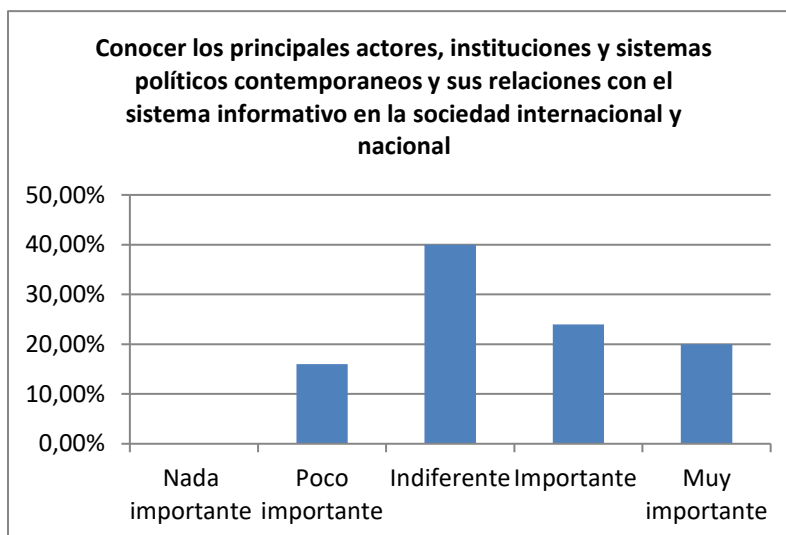 Conocer los principales actores, instituciones y sistemas
políticos contemporaneos y sus relaciones con el
sistema informativo en la sociedad internacional y
nacional
50,00%
40,00%
30,00%
20,00%
10,00%
0,00%
Nada
importante
Poco
importante
Indiferente
Importante
Muy
importante